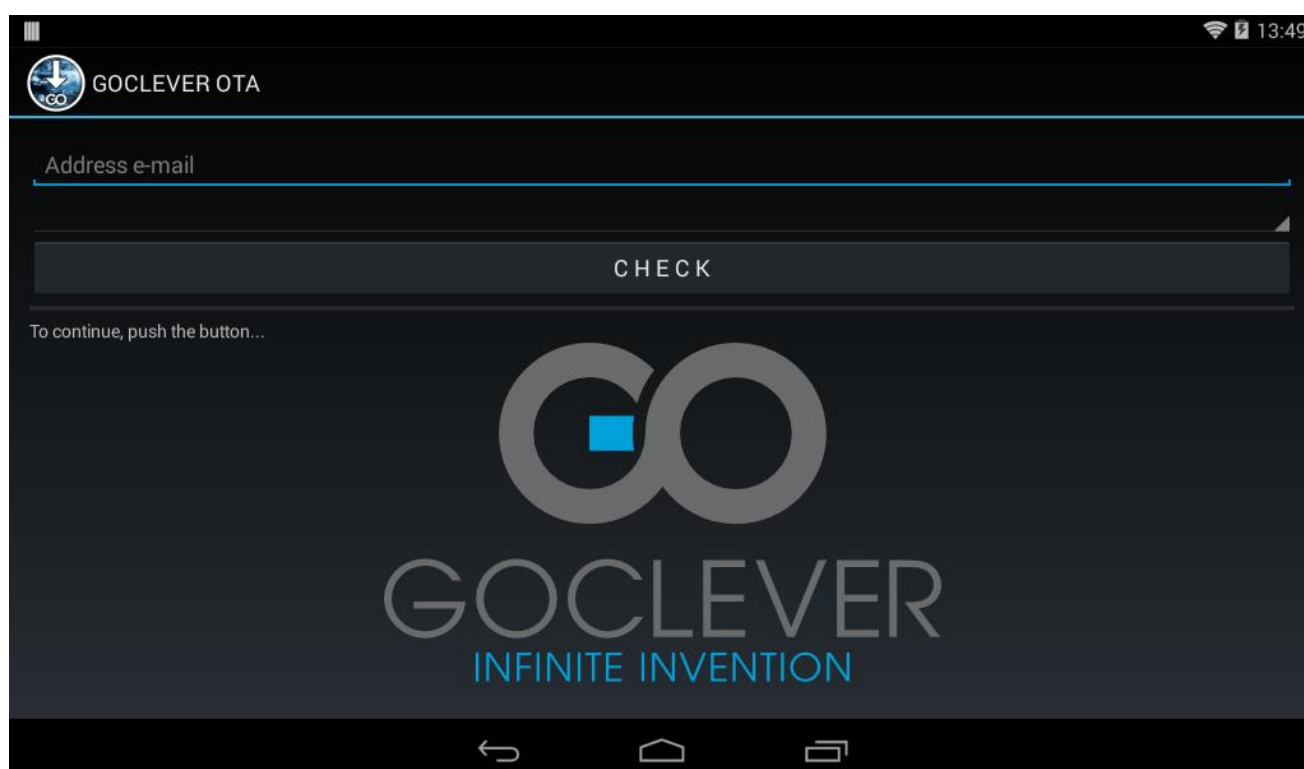 13:49
GOCLEVER OTA
Address e-mail
CHECK
To continue, push the button...
GO
GOCLEVER
INFINITE INVENTION